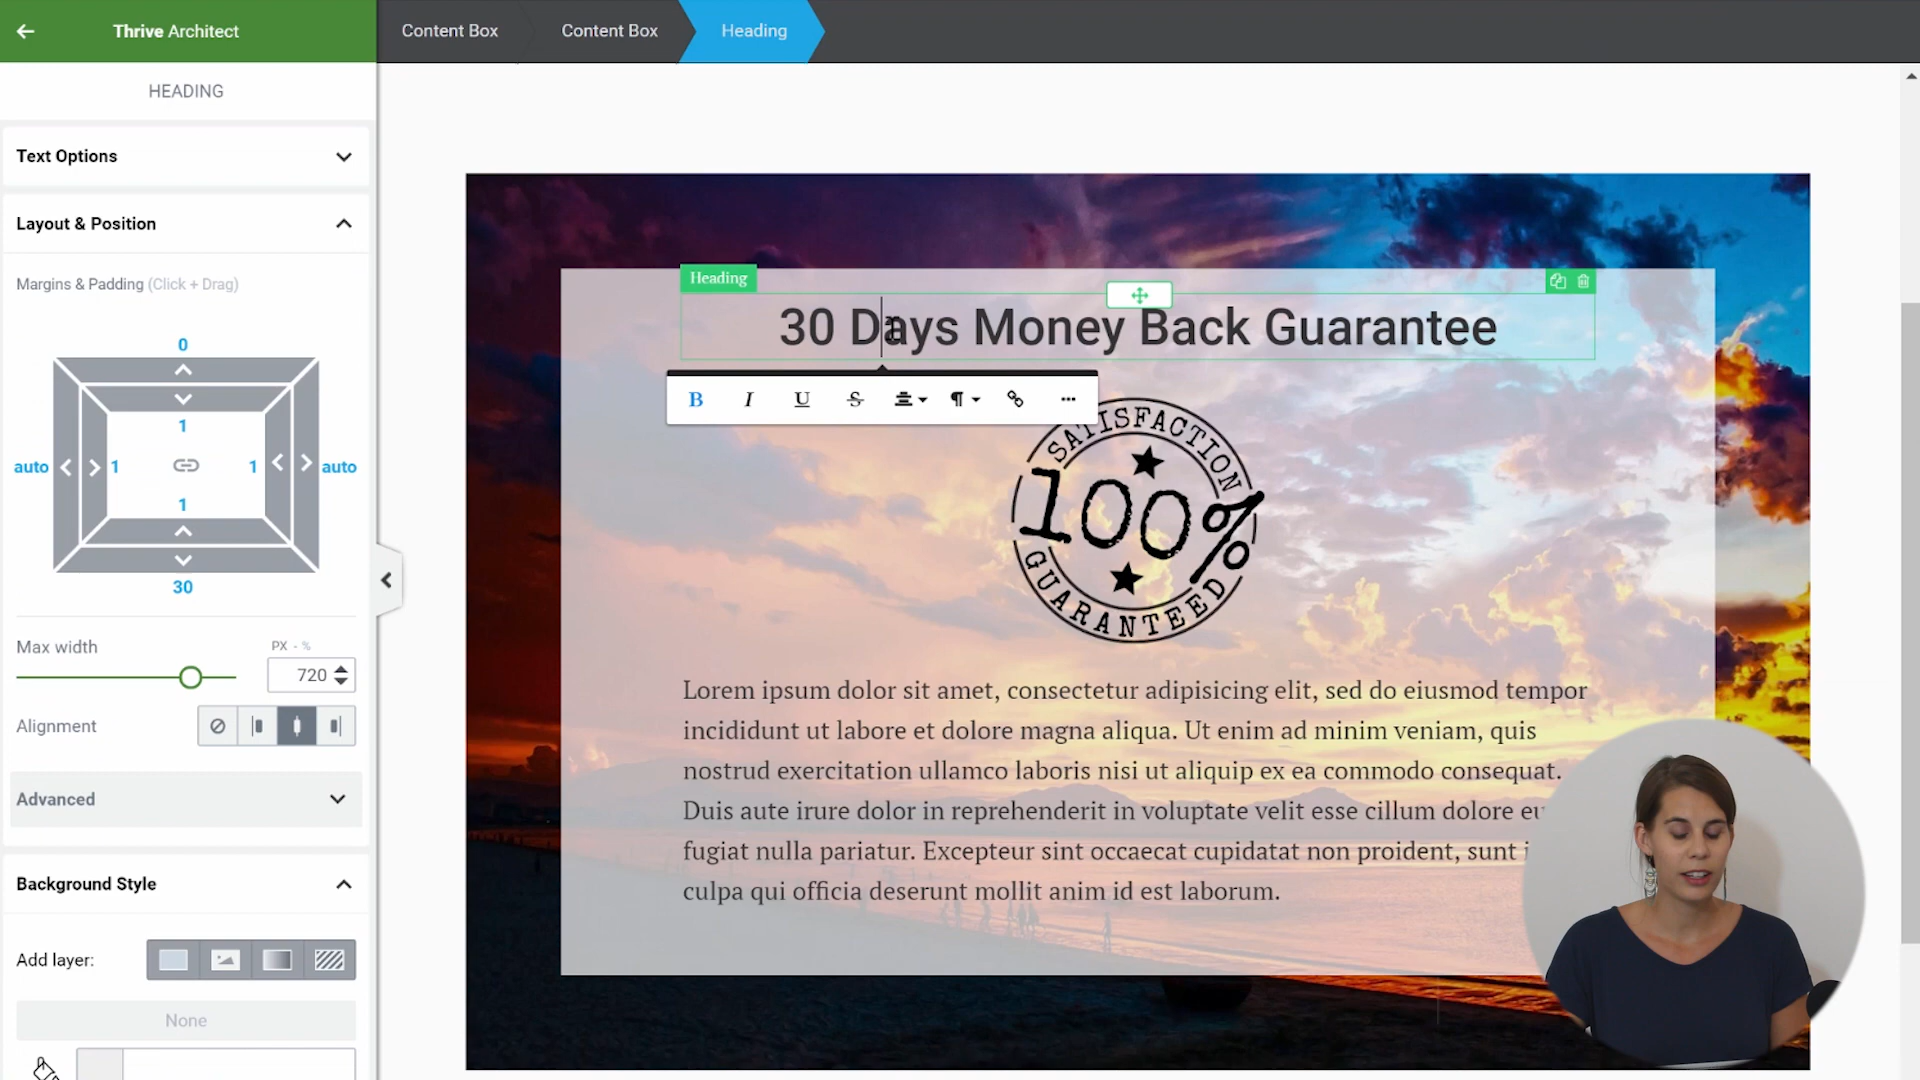 Thrive Architect
Content Box
Content Box
Heading
HEADING
Text Options
Layout & Position
Margins & Padding (Click + Drag)
0
1
auto
1
1
auto
1
30
Max width
PX - %
720
Alignment
Advanced
Background Style
Add layer:
None
Heading
30 Days Money Back Guarantee
B I U S ¶
SATISFACTION
100%
GUARANTEED
Lorem ipsum dolor sit amet, consectetur adipisicing elit, sed do eiusmod tempor
incididunt ut labore et dolore magna aliqua. Ut enim ad minim veniam, quis
nostrud exercitation ullamco laboris nisi ut aliquip ex ea commodo consequat.
Duis aute irure dolor in reprehenderit in voluptate velit esse cillum dolore eu
fugiat nulla pariatur. Excepteur sint occaecat cupidatat non proident, sunt i
culpa qui officia deserunt mollit anim id est laborum.